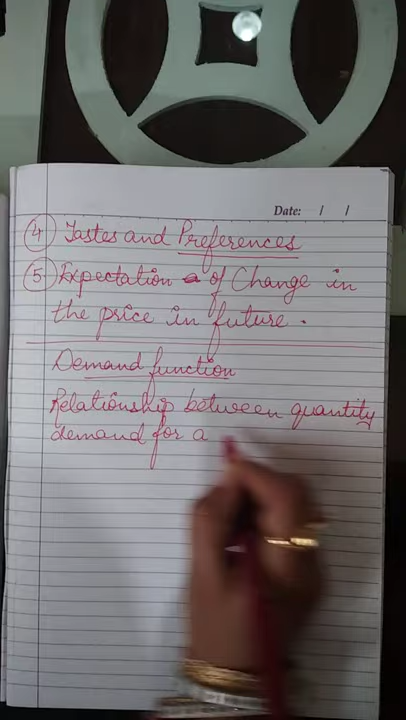 Date: / /
4 Tastes and Preferences
5 Expectation of Change in
the price in future.
Demand function
Relationship between quantity
demand for a